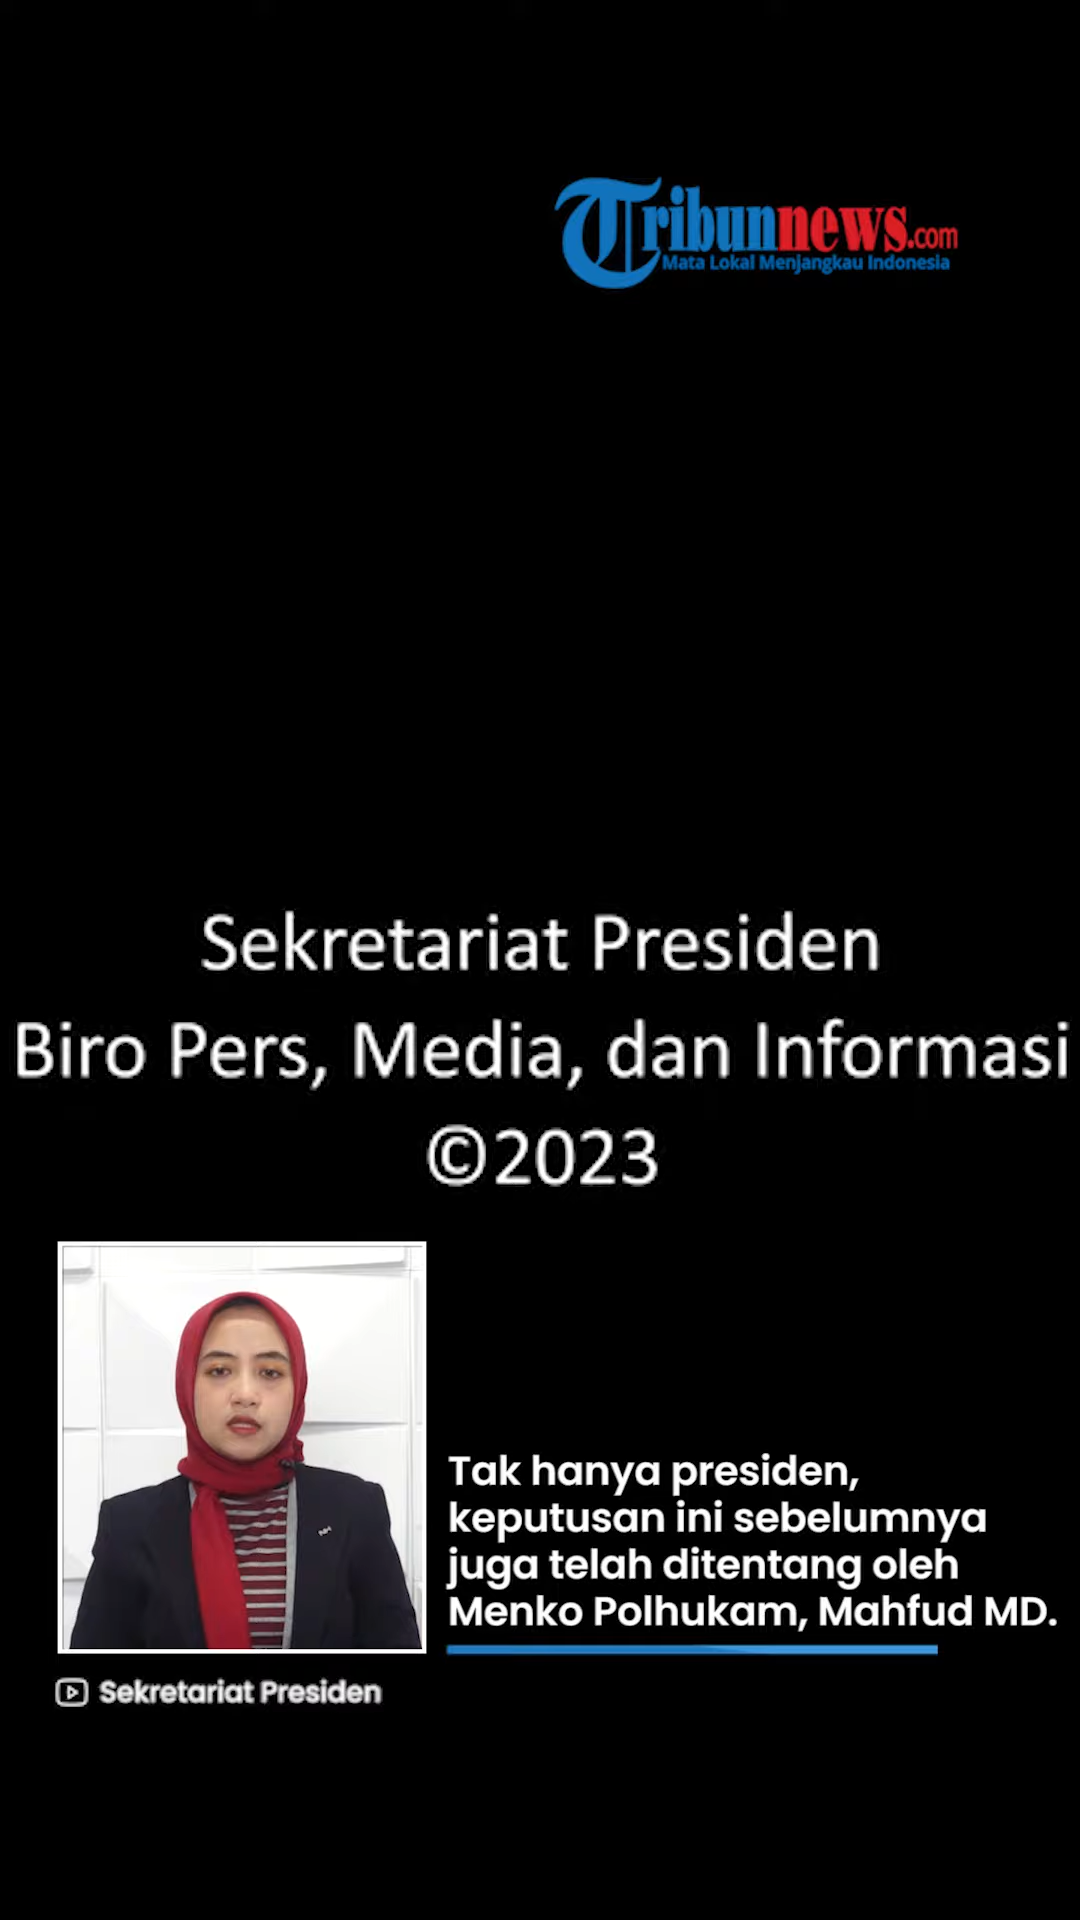 Tribunnews.com
Mata Lokal Menjangkau Indonesia
Sekretariat Presiden
Biro Pers, Media, dan Informasi
©2023
Tak hanya presiden,
keputusan ini sebelumnya
juga telah ditentang oleh
Menko Polhukam, Mahfud MD.
Sekretariat Presiden